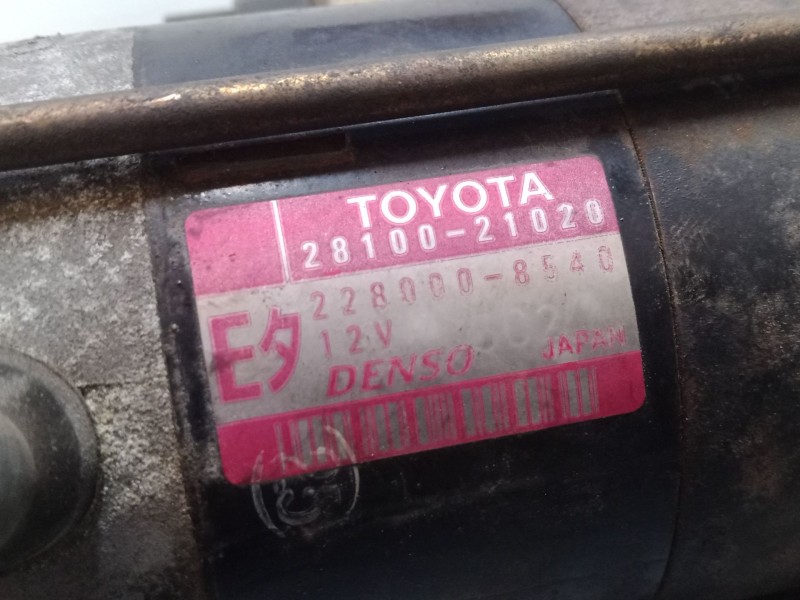 TOYOTA
28100-21020
228000-8540
Eタ
12V
DENSO
JAPAN